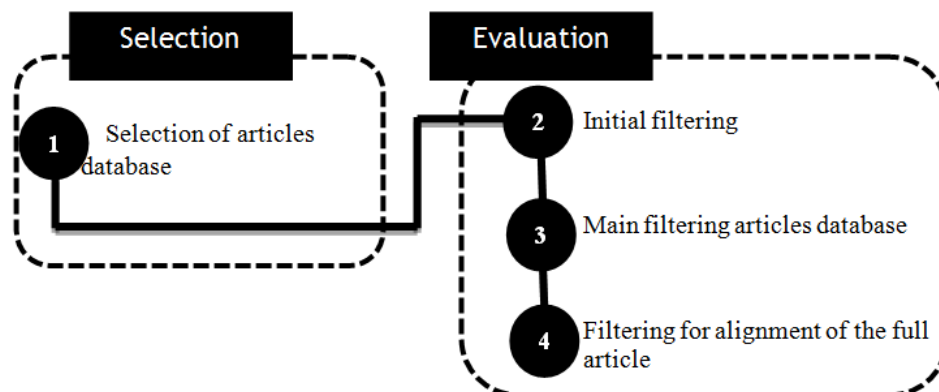 Selection
1
Selection of articles
database
Evaluation
2
Initial filtering
3
Main filtering articles database
4
Filtering for alignment of the full
article